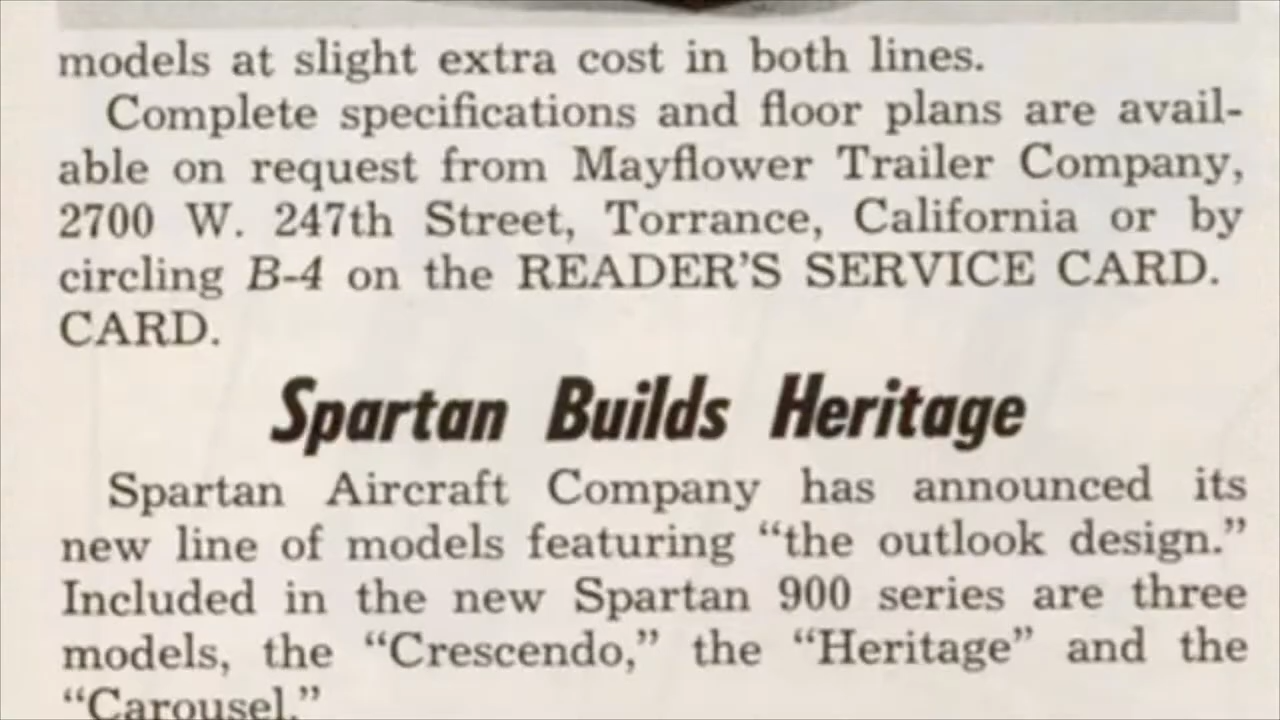 models at slight extra cost in both lines.
Complete specifications and floor plans are avail-
able on request from Mayflower Trailer Company,
2700 W. 247th Street, Torrance, California or by
circling B-4 on the READER'S SERVICE CARD.
CARD.
Spartan Builds Heritage
Spartan Aircraft Company has announced its
new line of models featuring “the outlook design.”
Included in the new Spartan 900 series are three
models, the “Crescendo,” the “Heritage” and the
“Carousel.”